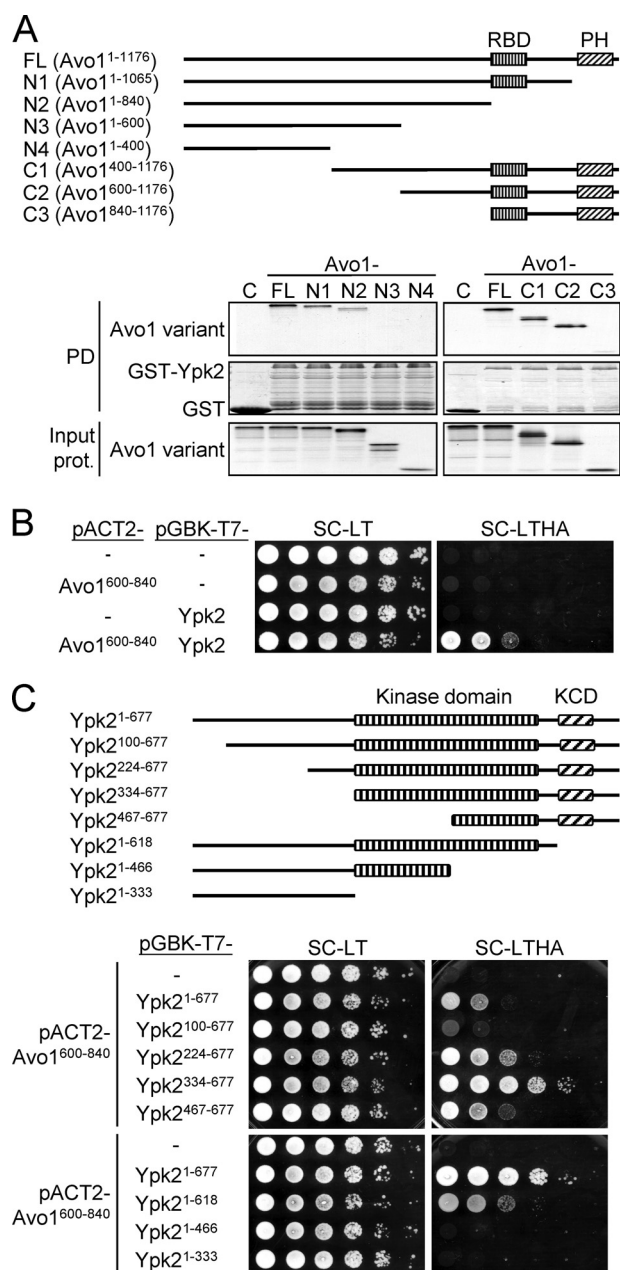 A
RBD PH
FL (Avo1 1-1176)
N1 (Avo1 1-1065)
N2 (Avo1 1-840)
N3 (Avo1 1-600)
N4 (Avo1 1-400)
C1 (Avo1 400-1176)
C2 (Avo1 600-1176)
C3 (Avo1 840-1176)
Avo1- Avo1-
C FL N1 N2 N3 N4 C FL C1 C2 C3
PD
Avo1 variant
GST-Ypk2
GST
Input prot.
Avo1 variant
B
pACT2- pGBK-T7- SC-LT SC-LTHA
- -
Avo1 600-840 -
- Ypk2
Avo1 600-840 Ypk2
C
Kinase domain KCD
Ypk2 1-677
Ypk2 100-677
Ypk2 224-677
Ypk2 334-677
Ypk2 467-677
Ypk2 1-618
Ypk2 1-466
Ypk2 1-333
pGBK-T7- SC-LT SC-LTHA
pACT2-
Avo1 600-840
-
Ypk2 1-677
Ypk2 100-677
Ypk2 224-677
Ypk2 334-677
Ypk2 467-677
pACT2-
Avo1 600-840
-
Ypk2 1-677
Ypk2 1-618
Ypk2 1-466
Ypk2 1-333